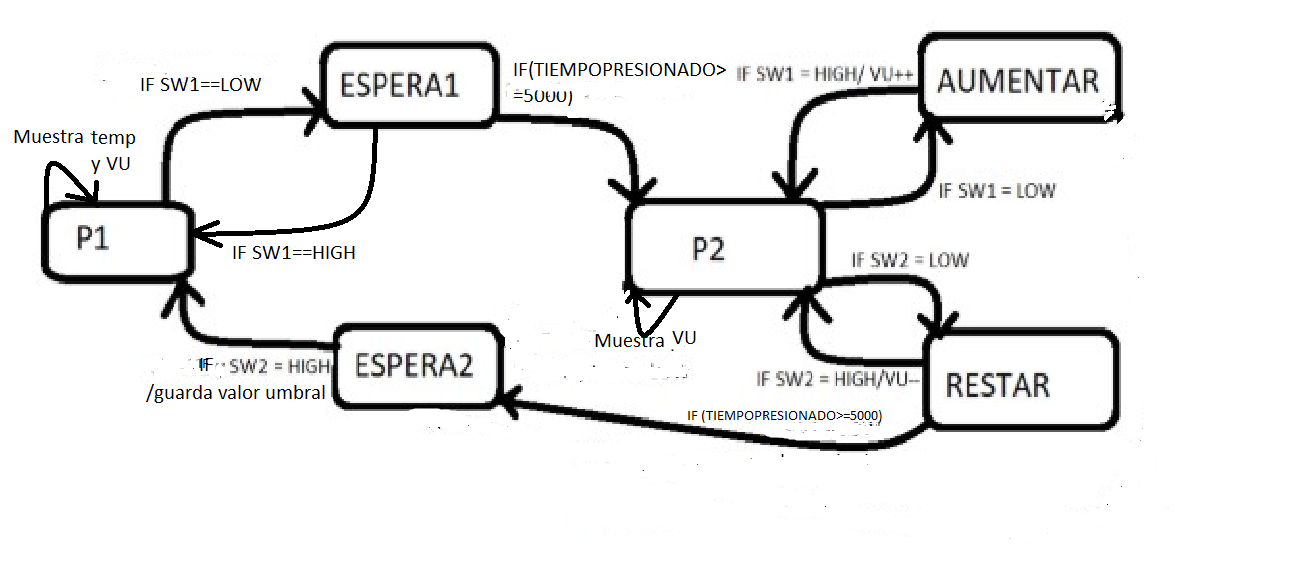 IF SW1==LOW
ESPERA1
IF(TIEMPOPRESIONADO>
=5000)
IF SW1 = HIGH/ VU++
AUMENTAR
Muestra temp
y VU
P1
IF SW1==HIGH
IF SW1 = LOW
P2
IF SW2 = LOW
Muestra VU
IF SW2 = HIGH
/guarda valor umbral
ESPERA2
IF SW2 = HIGH/VU--
RESTAR
IF (TIEMPOPRESIONADO>=5000)